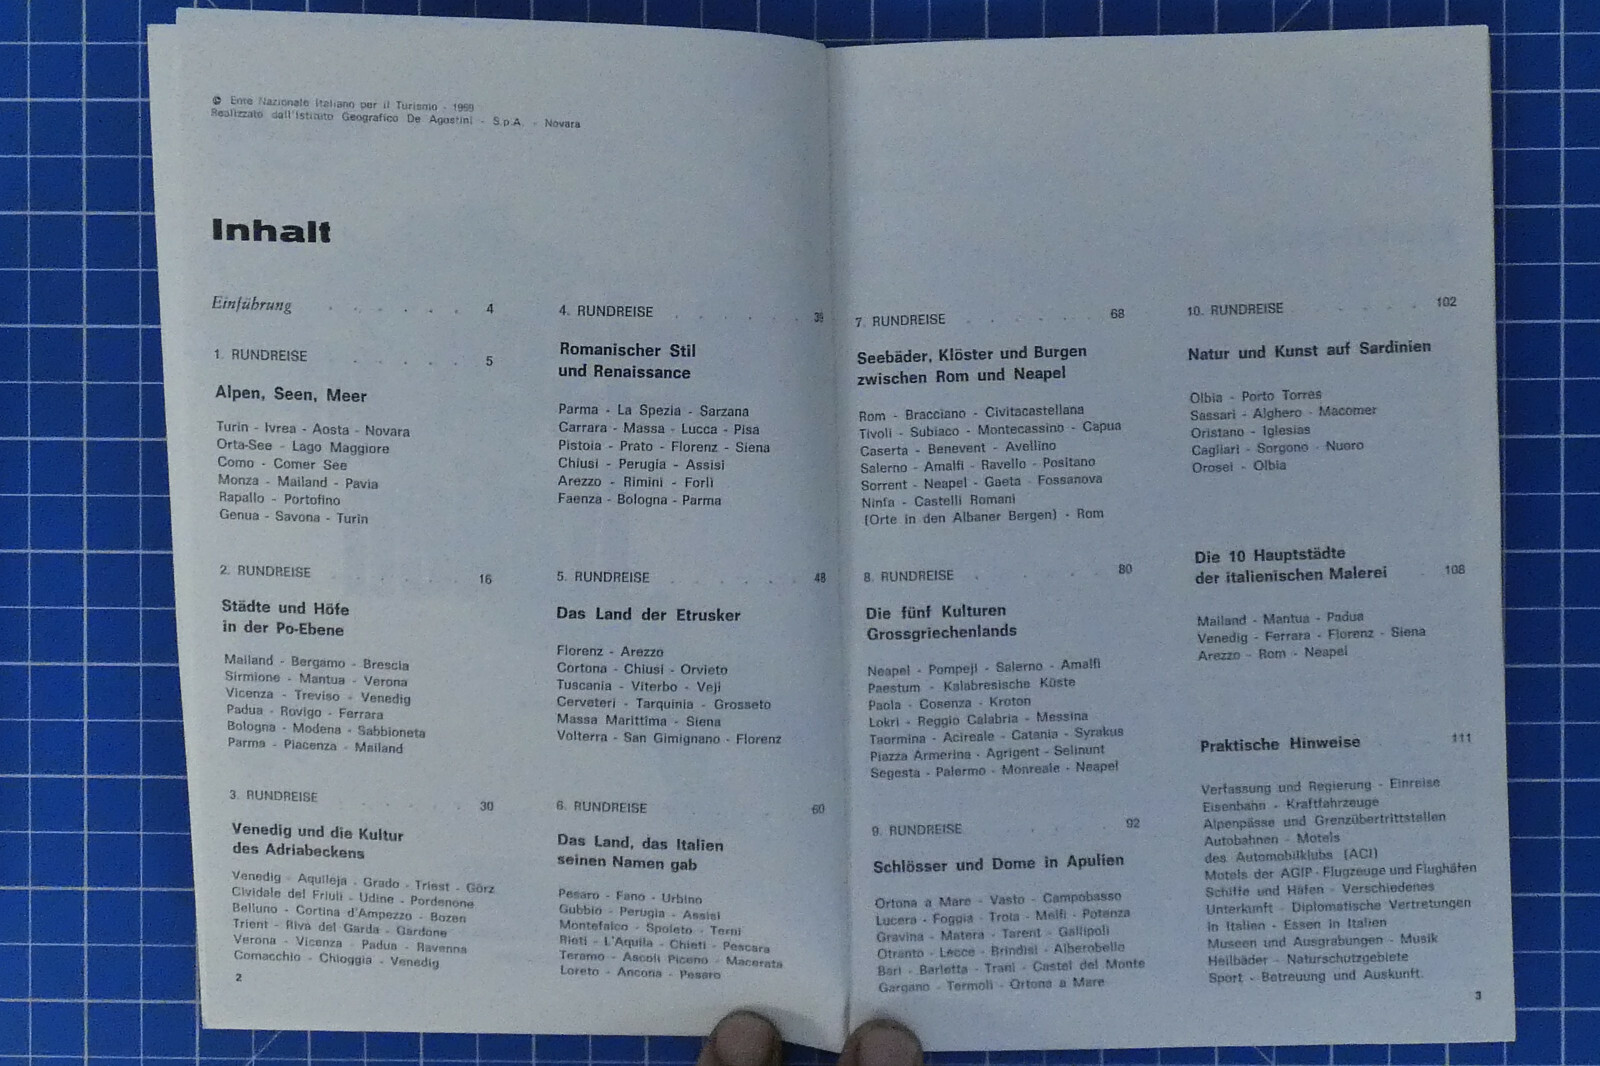 © Ente Nazionale Italiano per il Turismo - 1969
Realizzato dall'Istituto Geografico De Agostini - S.p.A. - Novara
Inhalt
Einführung . . . . . . 4
1. RUNDREISE . . . . . 5
Alpen, Seen, Meer
Turin - Ivrea - Aosta - Novara
Orta-See - Lago Maggiore
Como - Comer See
Monza - Mailand - Pavia
Rapallo - Portofino
Genua - Savona - Turin
2. RUNDREISE . . . . . 16
Städte und Höfe
in der Po-Ebene
Mailand - Bergamo - Brescia
Sirmione - Mantua - Verona
Vicenza - Treviso - Venedig
Padua - Rovigo - Ferrara
Bologna - Modena - Sabbioneta
Parma - Piacenza - Mailand
3. RUNDREISE . . . . . 30
Venedig und die Kultur
des Adriabeckens
Venedig - Aquileja - Grado - Triest - Görz
Cividale del Friuli - Udine - Pordenone
Belluno - Cortina d'Ampezzo - Bozen
Trient - Riva del Garda - Gardone
Verona - Vicenza - Padua - Ravenna
Comacchio - Chioggia - Venedig
2
4. RUNDREISE . . . . . . 39
Romanischer Stil
und Renaissance
Parma - La Spezia - Sarzana
Carrara - Massa - Lucca - Pisa
Pistoia - Prato - Florenz - Siena
Chiusi - Perugia - Assisi
Arezzo - Rimini - Forlì
Faenza - Bologna - Parma
5. RUNDREISE . . . . . . 48
Das Land der Etrusker
Florenz - Arezzo
Cortona - Chiusi - Orvieto
Tuscania - Viterbo - Veji
Cerveteri - Tarquinia - Grosseto
Massa Marittima - Siena
Volterra - San Gimignano - Florenz
6. RUNDREISE . . . . . . 60
Das Land, das Italien
seinen Namen gab
Pesaro - Fano - Urbino
Gubbio - Perugia - Assisi
Montefalco - Spoleto - Terni
Rieti - L'Aquila - Chieti - Pescara
Teramo - Ascoli Piceno - Macerata
Loreto - Ancona - Pesaro
7. RUNDREISE . . . . . 68
Seebäder, Klöster und Burgen
zwischen Rom und Neapel
Rom - Bracciano - Civitacastellana
Tivoli - Subiaco - Montecassino - Capua
Caserta - Benevent - Avellino
Salerno - Amalfi - Ravello - Positano
Sorrent - Neapel - Gaeta - Fossanova
Ninfa - Castelli Romani
(Orte in den Albaner Bergen) - Rom
8. RUNDREISE . . . . . 80
Die fünf Kulturen
Grossgriechenlands
Neapel - Pompeji - Salerno - Amalfi
Paestum - Kalabresische Küste
Paola - Cosenza - Kroton
Lokri - Reggio Calabria - Messina
Taormina - Acireale - Catania - Syrakus
Piazza Armerina - Agrigent - Selinunt
Segesta - Palermo - Monreale - Neapel
9. RUNDREISE . . . . 92
Schlösser und Dome in Apulien
Ortona a Mare - Vasto - Campobasso
Lucera - Foggia - Troia - Melfi - Potenza
Gravina - Matera - Tarent - Gallipoli
Otranto - Lecce - Brindisi - Alberobello
Bari - Barletta - Trani - Castel del Monte
Gargano - Termoli - Ortona a Mare
10. RUNDREISE . . . . 102
Natur und Kunst auf Sardinien
Olbia - Porto Torres
Sassari - Alghero - Macomer
Oristano - Iglesias
Cagliari - Sorgono - Nuoro
Orosei - Olbia
Die 10 Hauptstädte
der italienischen Malerei . 108
Mailand - Mantua - Padua
Venedig - Ferrara - Florenz - Siena
Arezzo - Rom - Neapel
Praktische Hinweise . . . 111
Verfassung und Regierung - Einreise
Eisenbahn - Kraftfahrzeuge
Alpenpässe und Grenzübertrittstellen
Autobahnen - Motels
des Automobilklubs (ACI)
Motels der AGIP - Flugzeuge und Flughäfen
Schiffe und Häfen - Verschiedenes
Unterkunft - Diplomatische Vertretungen
in Italien - Essen in Italien
Museen und Ausgrabungen - Musik
Heilbäder - Naturschutzgebiete
Sport - Betreuung und Auskunft.
3